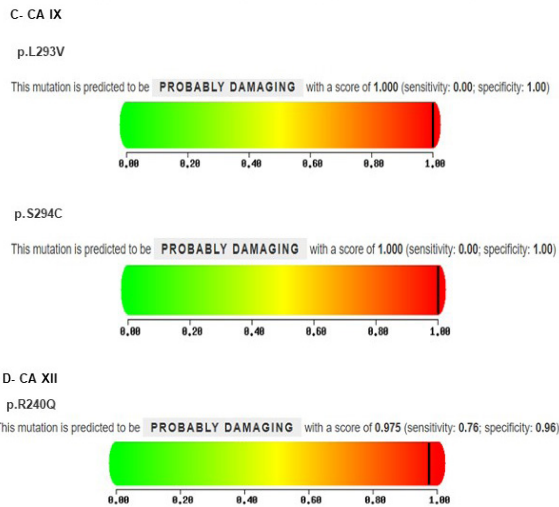 C- CA IX
p.L293V
This mutation is predicted to be PROBABLY DAMAGING with a score of 1.000 (sensitivity: 0.00; specificity: 1.00)
0.00 0.20 0.40 0.60 0.80 1.00
p.S294C
This mutation is predicted to be PROBABLY DAMAGING with a score of 1.000 (sensitivity: 0.00; specificity: 1.00)
0.00 0.20 0.40 0.60 0.80 1.00
D- CA XII
p.R240Q
This mutation is predicted to be PROBABLY DAMAGING with a score of 0.975 (sensitivity: 0.76; specificity: 0.96)
0.00 0.20 0.40 0.60 0.80 1.00